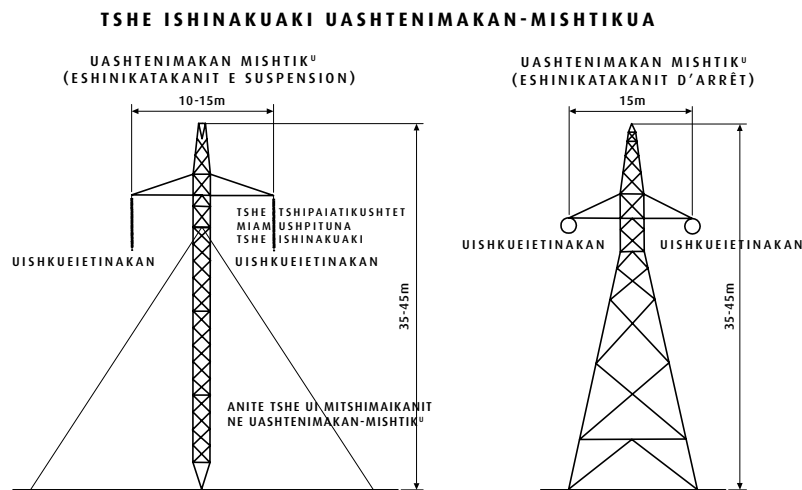 TSHE ISHINAKUAKI UASHTENIMAKAN-MISHTIKUA
UASHTENIMAKAN MISHTIKᵁ
(ESHINIKATAKANIT E SUSPENSION)
10-15m
TSHE TSHIPAIATIKUSHTET
MIAM USHPITUNA
TSHE ISHINAKUAKI
UISHKUEIETINAKAN
UISHKUEIETINAKAN
35-45m
ANITE TSHE UI MITSHIMAIKANIT
NE UASHTENIMAKAN-MISHTIKᵁ
UASHTENIMAKAN MISHTIKᵁ
(ESHINIKATAKANIT D'ARRÊT)
15m
UISHKUEIETINAKAN
UISHKUEIETINAKAN
35-45m